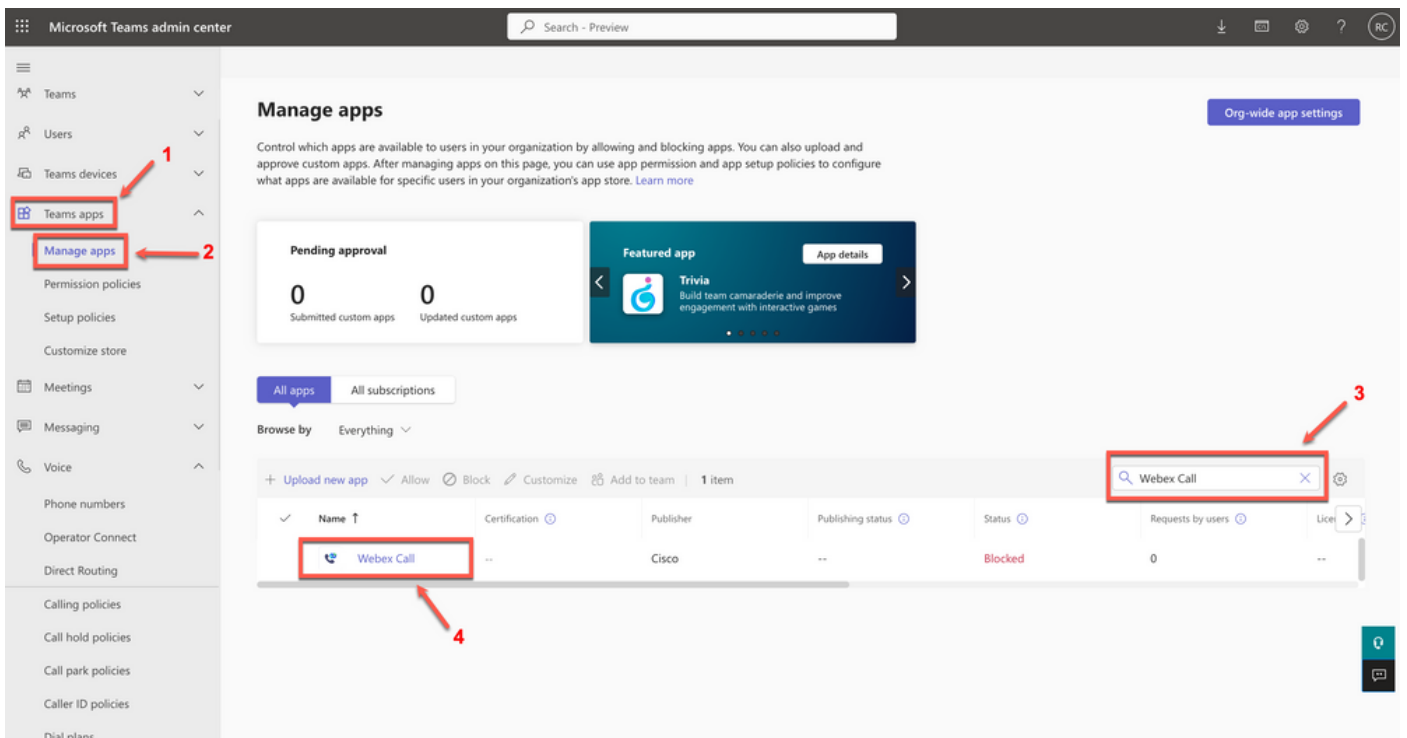 Microsoft Teams admin center
Search - Preview
RC
Teams
Users
1
Teams devices
Teams apps
Manage apps
2
Permission policies
Setup policies
Customize store
Meetings
Messaging
Voice
Phone numbers
Operator Connect
Direct Routing
Calling policies
Call hold policies
Call park policies
Caller ID policies
Dial plans
Manage apps
Org-wide app settings
Control which apps are available to users in your organization by allowing and blocking apps. You can also upload and
approve custom apps. After managing apps on this page, you can use app permission and app setup policies to configure
what apps are available for specific users in your organization's app store. Learn more
Pending approval
0 0
Submitted custom apps Updated custom apps
Featured app App details
Trivia
Build team camaraderie and improve
engagement with interactive games
All apps All subscriptions
3
Browse by Everything
Upload new app Allow Block Customize Add to team | 1 item
Webex Call
Name ↑ Certification Publisher Publishing status Status Requests by users
Webex Call -- Cisco -- Blocked 0 --
4